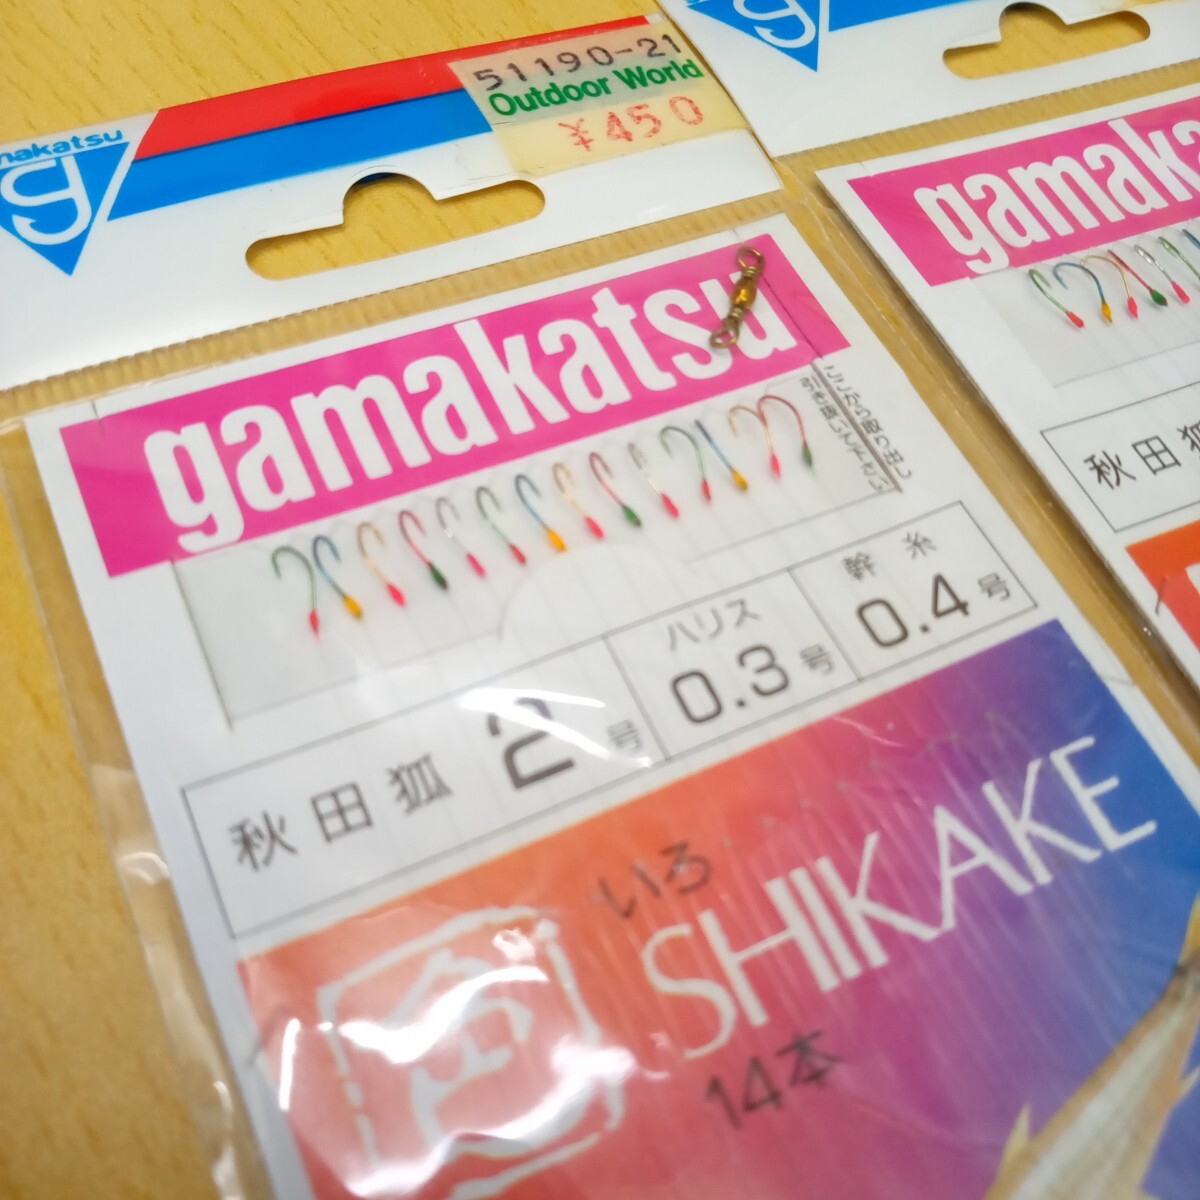 makatsu
g
51190-21
Outdoor World
¥450
gamakatsu
ここから取り出し
引き抜いて下さい
秋田狐 2号
ハリス
0.3号
幹糸
0.4号
いろ
色 SHIKAKE
14本
g
gamaka
秋田狐